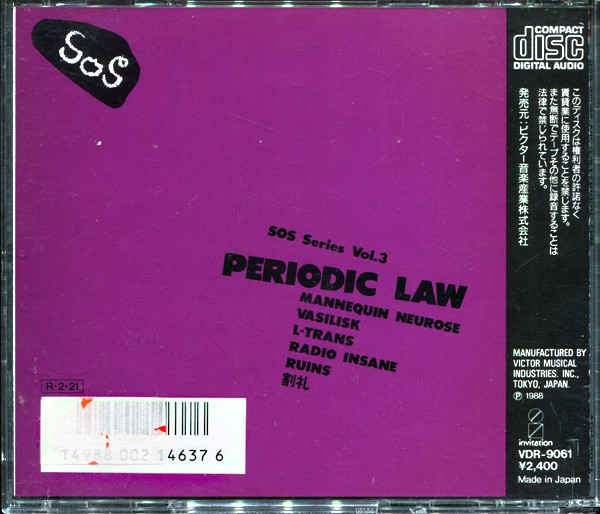 SOS
COMPACT
disc
DIGITAL AUDIO
このディスクは権利者の許諾なく
賃貸業に使用することを禁じます。
また無断でテープその他に録音することは
法律で禁じられています。
発売元:ビクター音楽産業株式会社
SOS Series Vol.3
PERIODIC LAW
MANNEQUIN NEUROSE
VASILISK
L-TRANS
RADIO INSANE
RUINS
割礼
R・2・21
T4988 002 146376
MANUFACTURED BY
VICTOR MUSICAL
INDUSTRIES. INC.,
TOKYO, JAPAN.
Ⓟ 1988
invitation
VDR-9061
¥2,400
Made in Japan